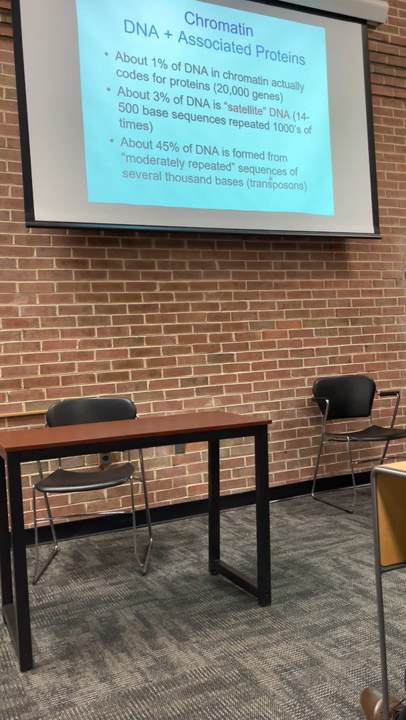 Chromatin
DNA + Associated Proteins
• About 1% of DNA in chromatin actually
codes for proteins (20,000 genes)
• About 3% of DNA is "satellite" DNA (14-
500 base sequences repeated 1000's of
times)
• About 45% of DNA is formed from
"moderately repeated" sequences of
several thousand bases (transposons)